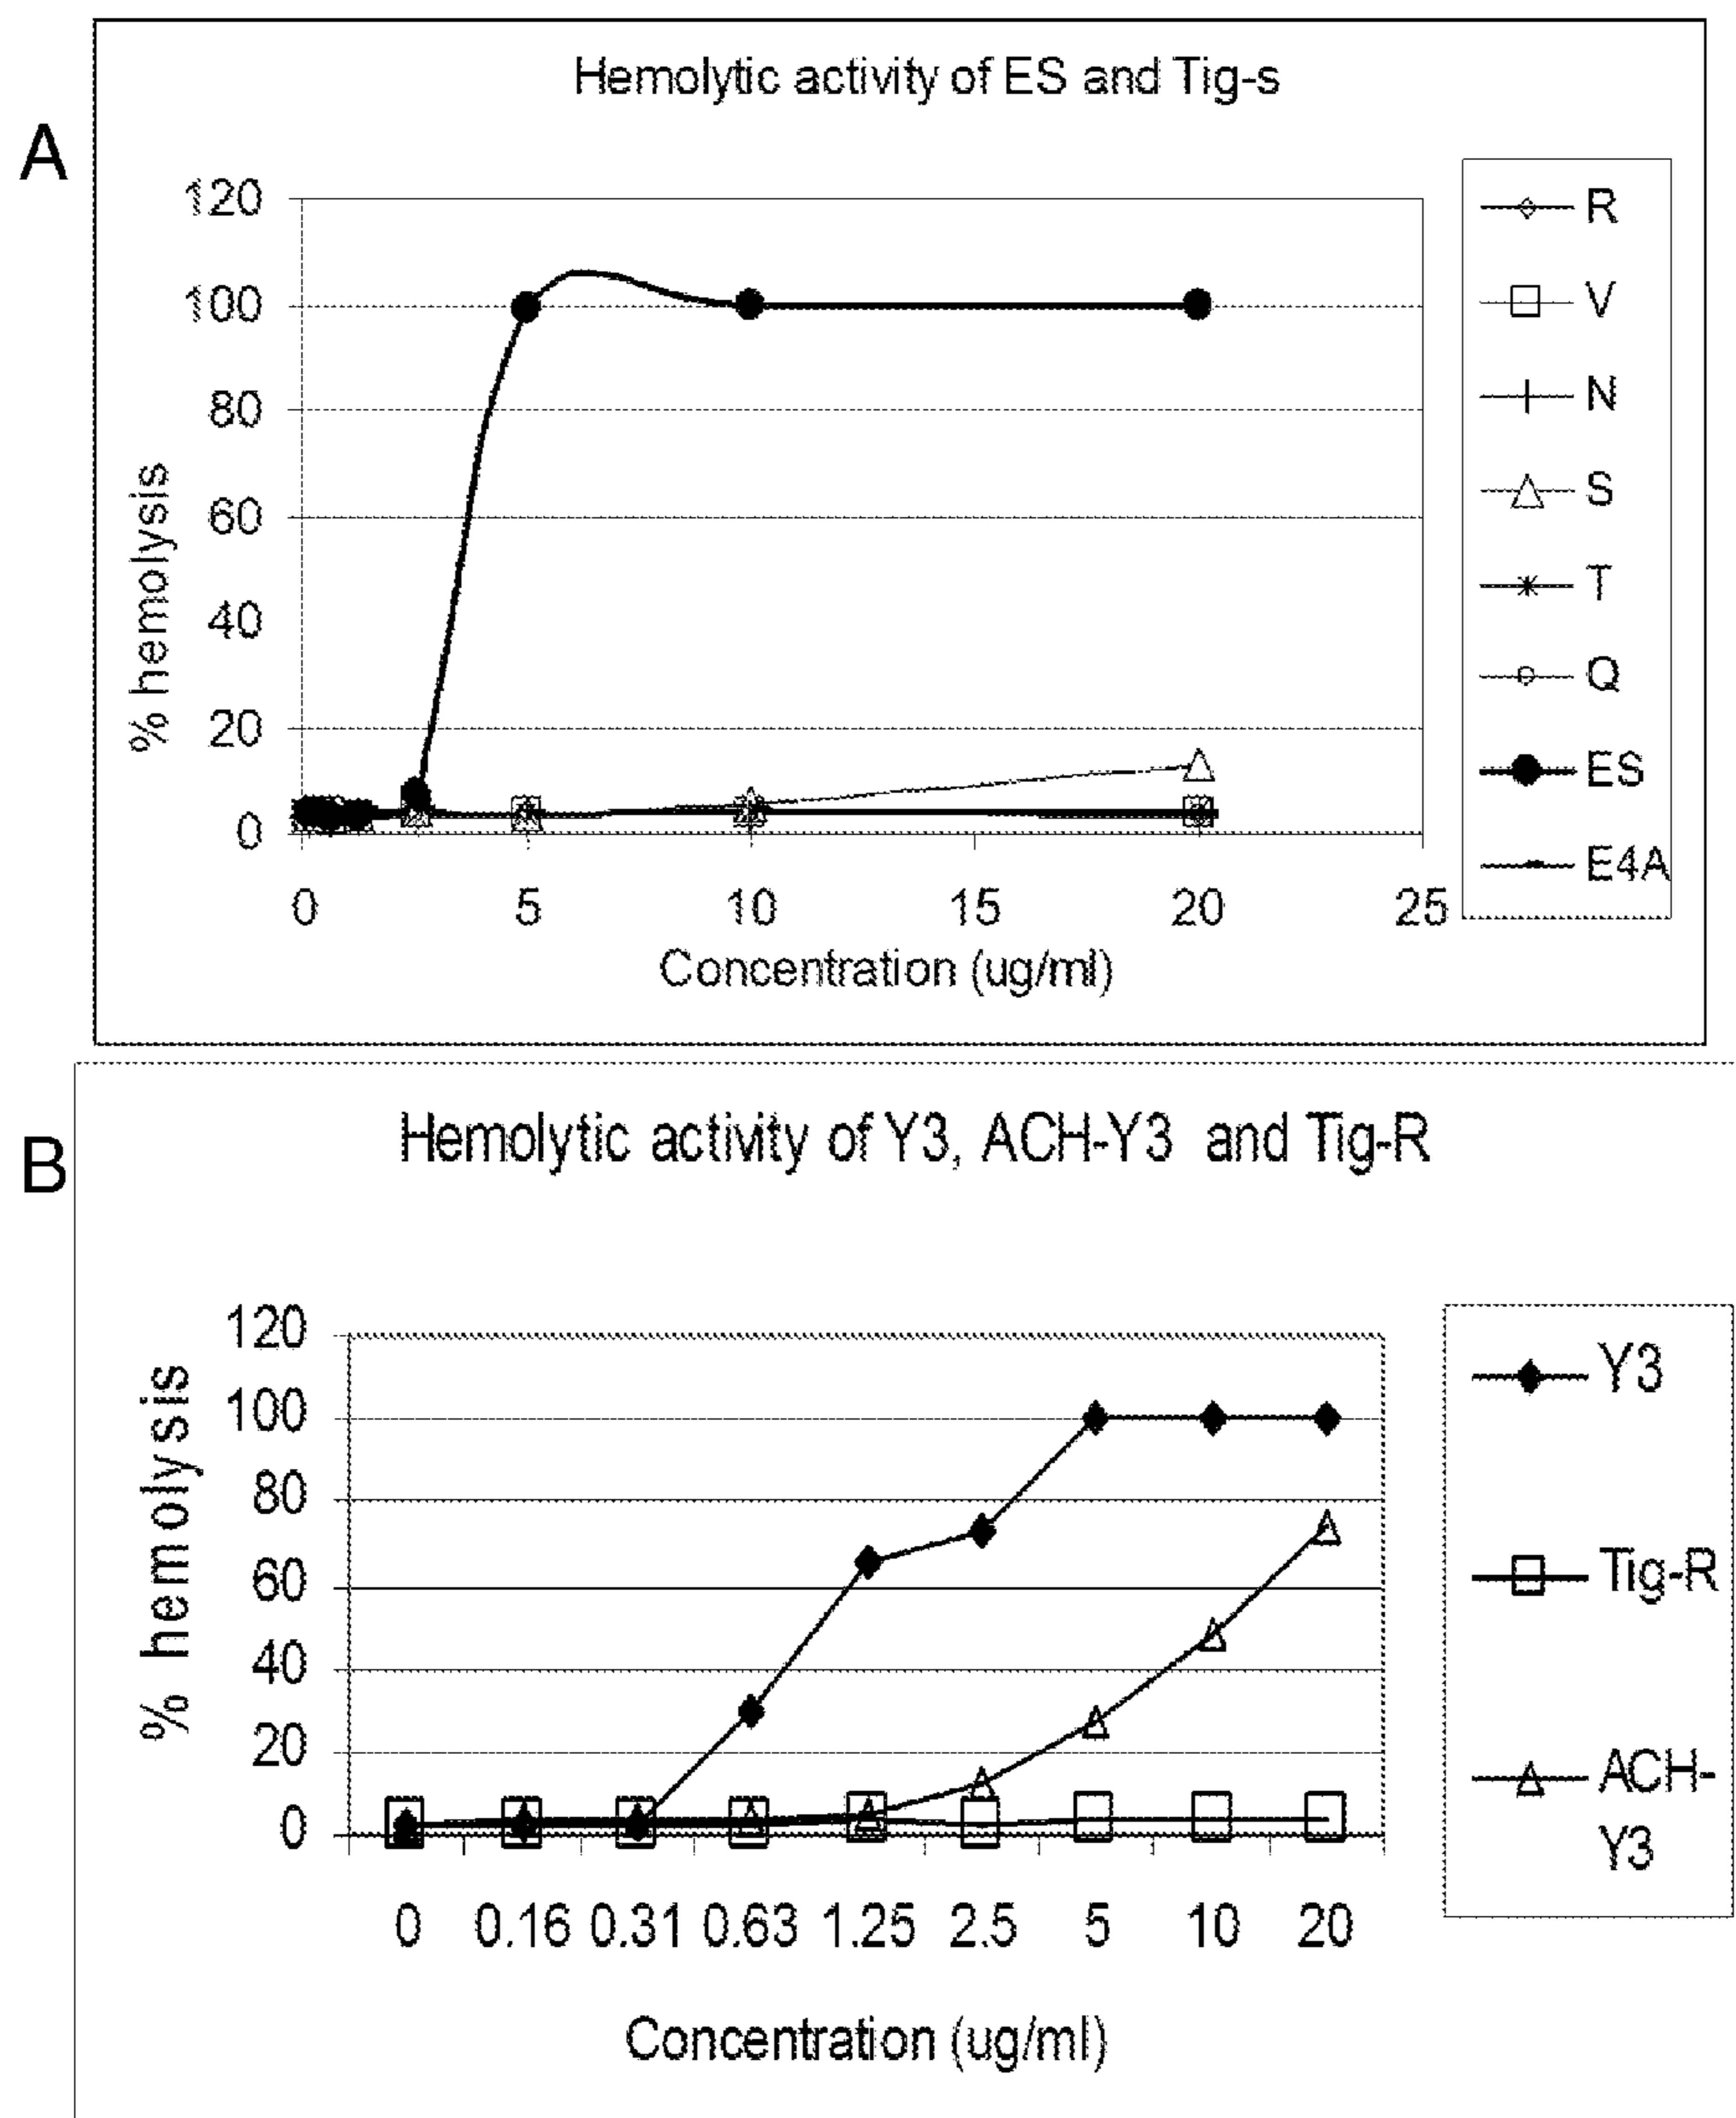 A
Hemolytic activity of ES and Tig-s
120
100
80
60
40
20
0
% hemolysis
0 5 10 15 20 25
Concentration (ug/ml)
R
V
N
S
T
Q
ES
E4A
B
Hemolytic activity of Y3, ACH-Y3 and Tig-R
120
100
80
60
40
20
0
% hemolysis
0 0.16 0.31 0.63 1.25 2.5 5 10 20
Concentration (ug/ml)
Y3
Tig-R
ACH-
Y3